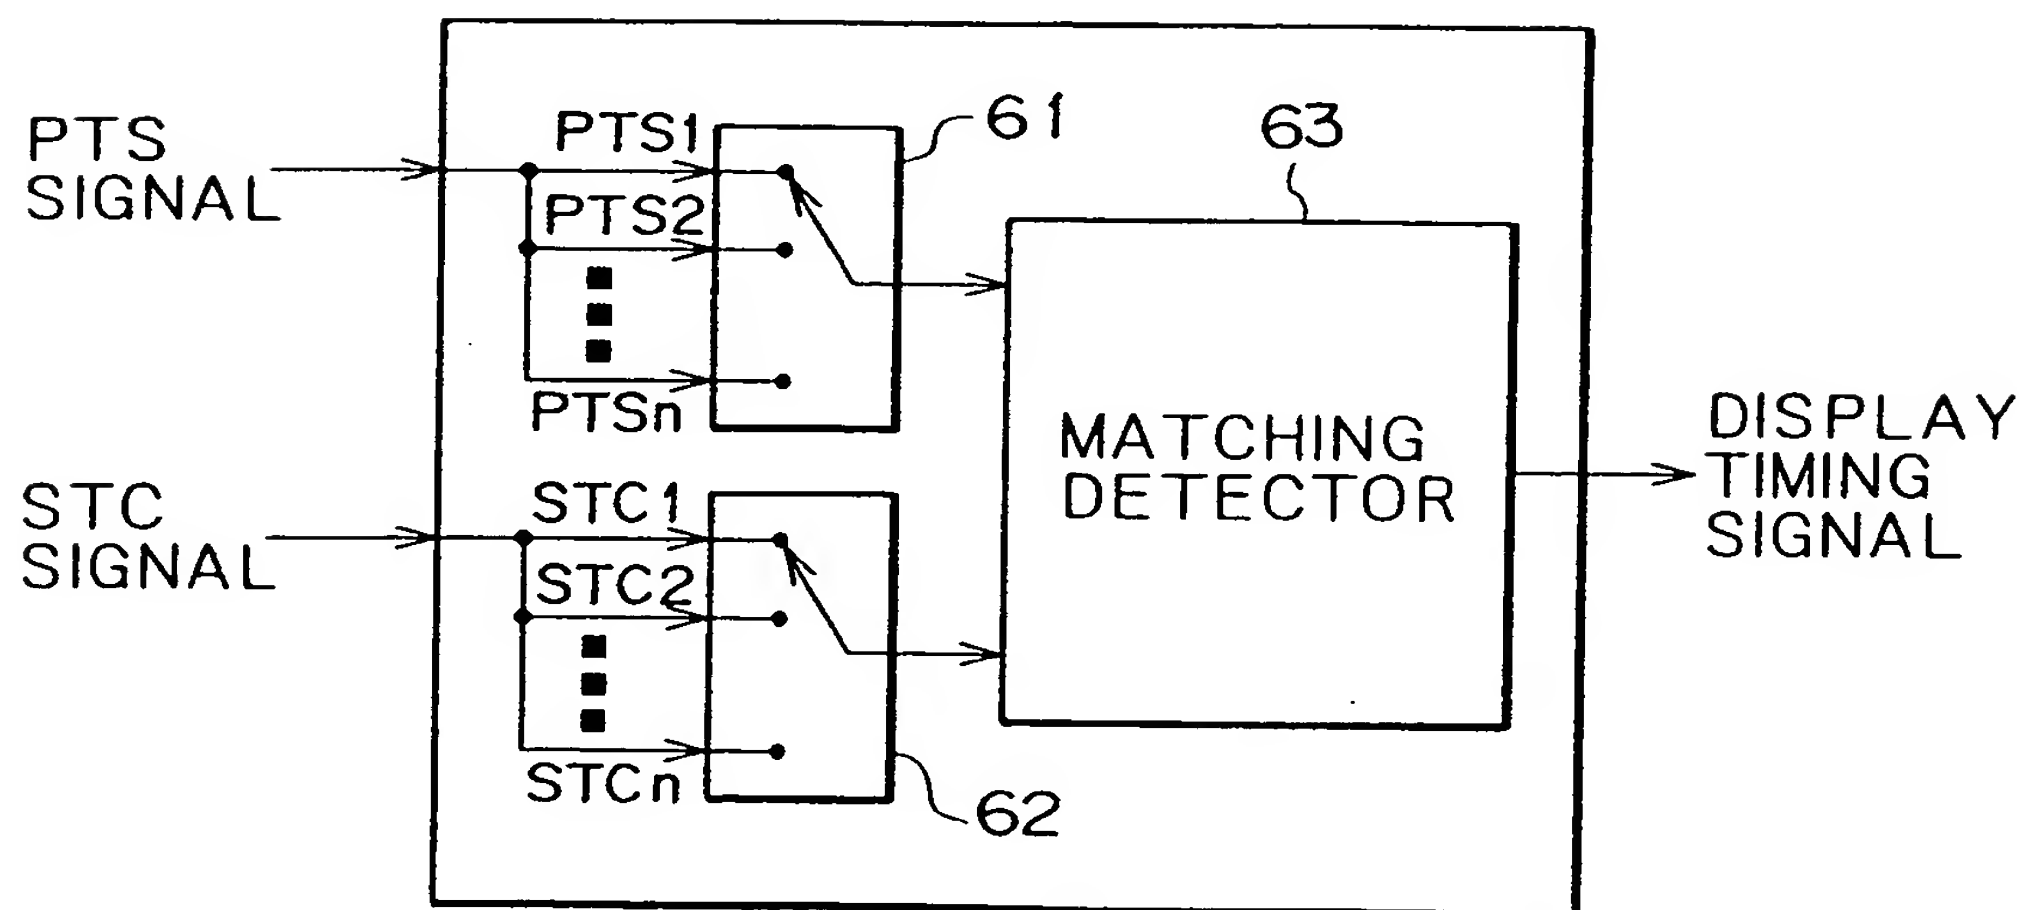 PTS
SIGNAL
PTS1
PTS2
PTSn
61
STC
SIGNAL
STC1
STC2
STCn
62
63
MATCHING
DETECTOR
DISPLAY
TIMING
SIGNAL